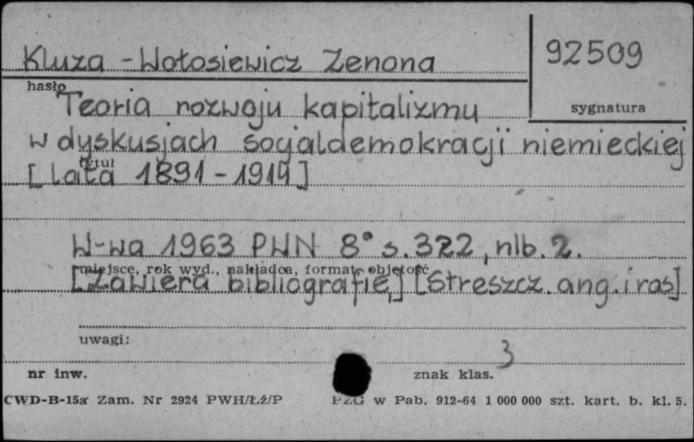 Kluza-Wołosiewicz Zenona
92509
hasło
sygnatura
Teoria rozwoju kapitalizmu
w dyskusjach socjaldemokracji niemieckiej
tytuł
[Lata 1891-1914]
W-wa 1963 PWN 8° s.322, nlb.2.
miejsce, rok wyd., nakładca, format, objętość
[Zawiera bibliografię] [Streszcz. ang. i ros]
uwagi:
3
nr inw.
znak klas.
CWD-B-15a Zam. Nr 2924 PWH/Łź/P
PZG w Pab. 912-64 1 000 000 szt. kart. b. kl. 5.